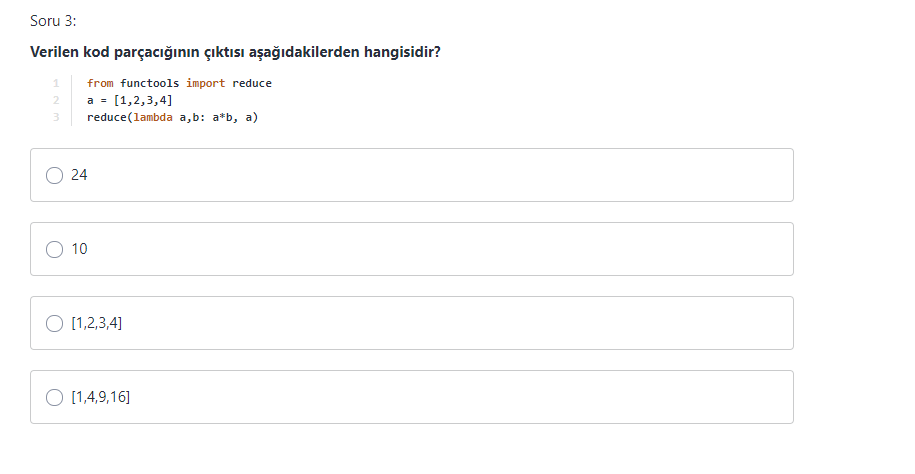 Soru 3:
Verilen kod parçacığının çıktısı aşağıdakilerden hangisidir?
1 from functools import reduce
2 a = [1,2,3,4]
3 reduce(lambda a,b: a*b, a)
24
10
[1,2,3,4]
[1,4,9,16]